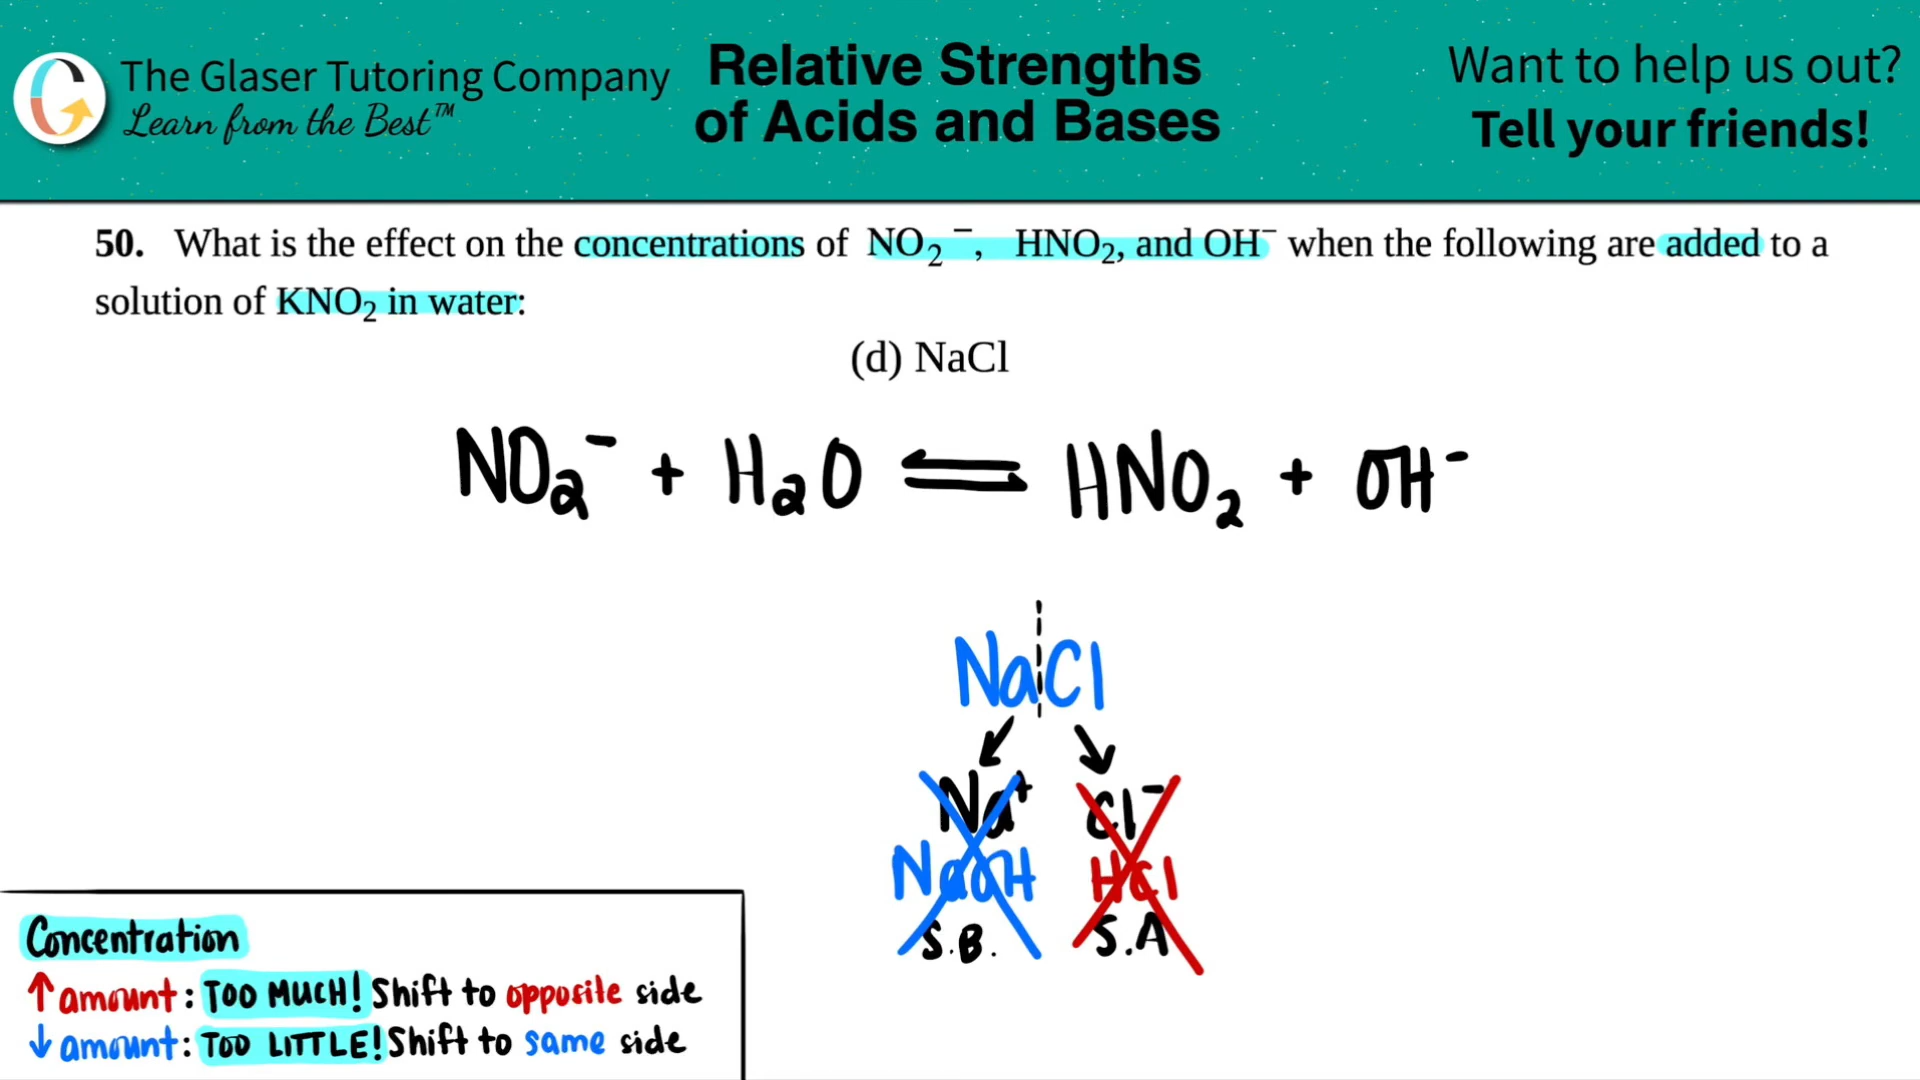 The Glaser Tutoring Company
Learn from the Best™
Relative Strengths
of Acids and Bases
Want to help us out?
Tell your friends!
50. What is the effect on the concentrations of NO₂⁻, HNO₂, and OH⁻ when the following are added to a
solution of KNO₂ in water:
(d) NaCl
NO₂⁻ + H₂O ⇌ HNO₂ + OH⁻
NaCl
Na⁺ Cl⁻
NaOH HCl
S.B. S.A
Concentration
↑ amount: TOO MUCH! Shift to opposite side
↓ amount: TOO LITTLE! Shift to same side